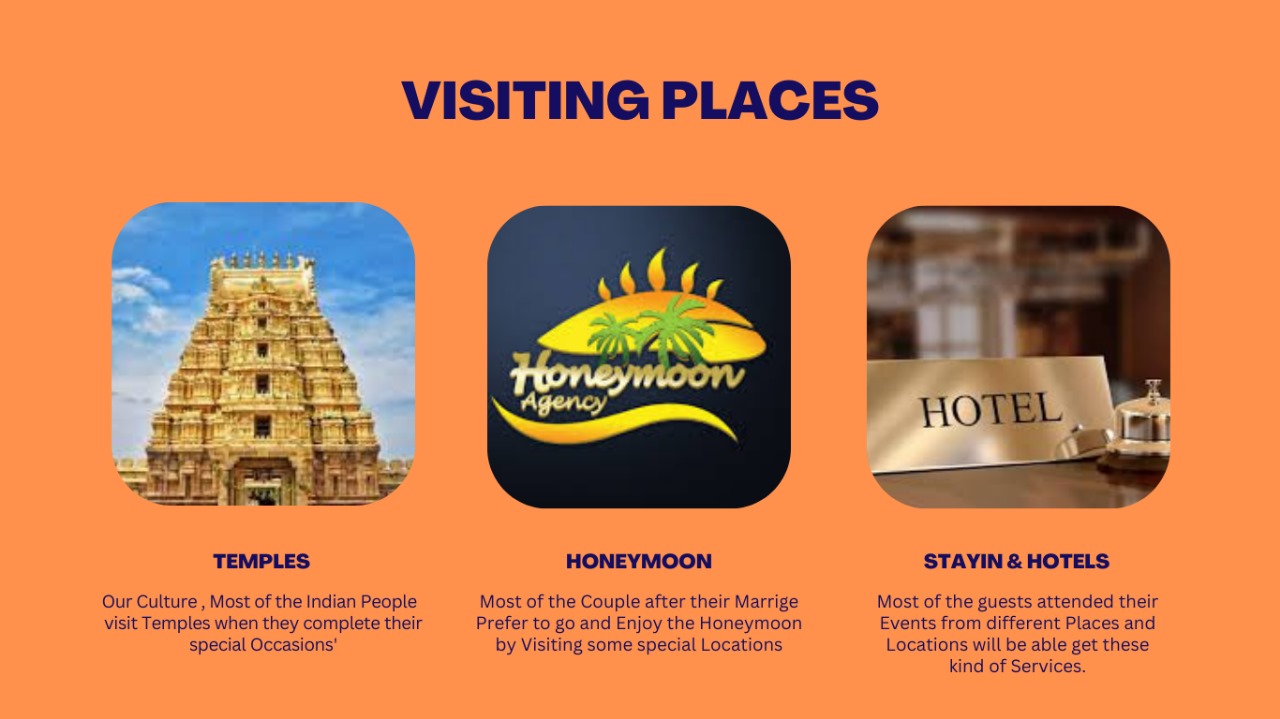 VISITING PLACES
Honeymoon
Agency
HOTEL
TEMPLES
Our Culture , Most of the Indian People
visit Temples when they complete their
special Occasions'
HONEYMOON
Most of the Couple after their Marrige
Prefer to go and Enjoy the Honeymoon
by Visiting some special Locations
STAYIN & HOTELS
Most of the guests attended their
Events from different Places and
Locations will be able get these
kind of Services.